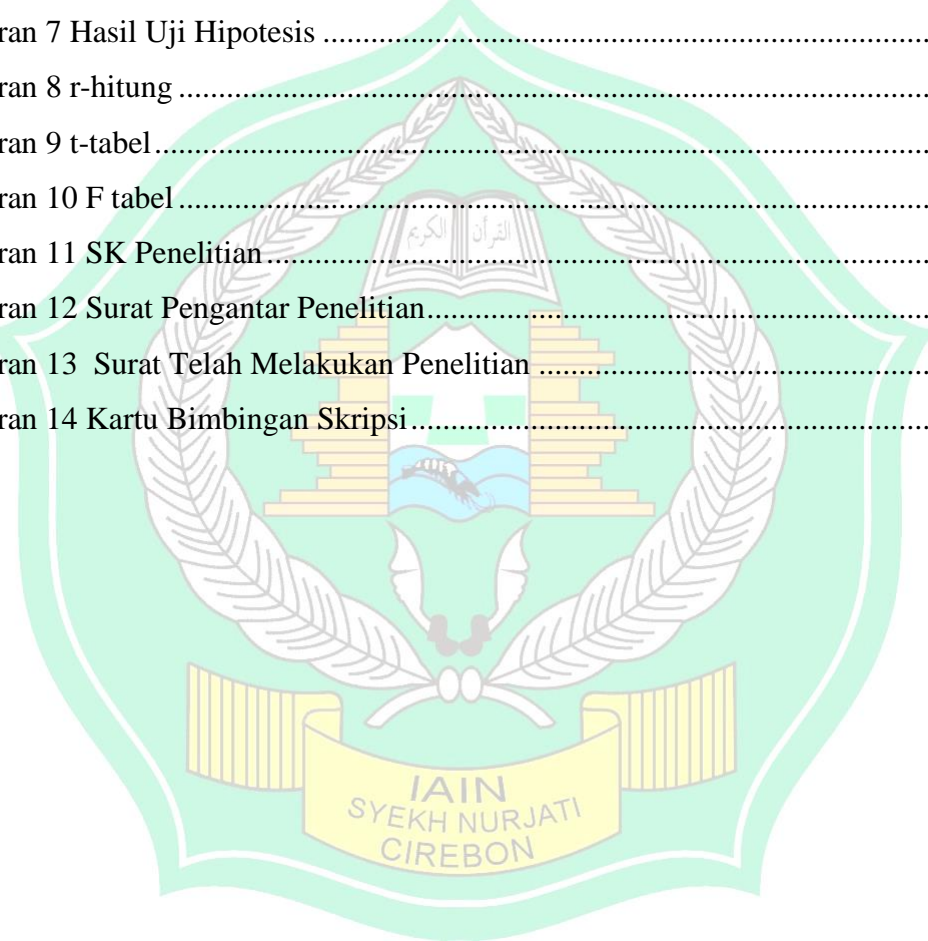 ran 7 Hasil Uji Hipotesis ................................................................................
ran 8 r-hitung ................................................................................
ran 9 t-tabel ................................................................................
ran 10 F tabel ................................................................................
ran 11 SK Penelitian ................................................................................
ran 12 Surat Pengantar Penelitian ................................................................................
ran 13 Surat Telah Melakukan Penelitian ................................................................................
ran 14 Kartu Bimbingan Skripsi ................................................................................
القرأن الكريم
IAIN
SYEKH NURJATI
CIREBON